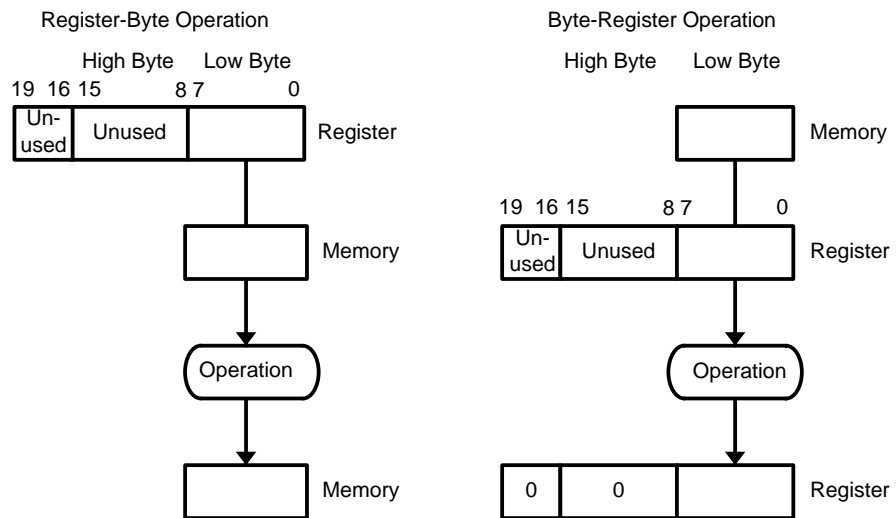 Register-Byte Operation
High Byte Low Byte
19 16 15 8 7 0
Un-
used
Unused
Register
Memory
Operation
Memory
Byte-Register Operation
High Byte Low Byte
Memory
19 16 15 8 7 0
Un-
used
Unused
Register
Operation
0 0
Register